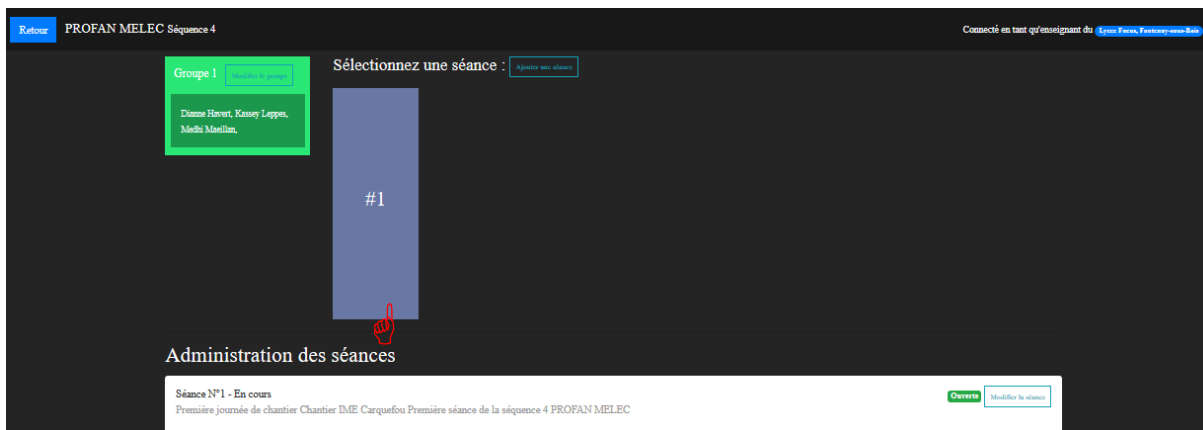 Retour PROFAN MELEC Séquence 4
Connecté en tant qu'enseignant du Lycee Focus, Fontenay-sous-Bois
Groupe 1 Modifier le groupe
Dianne Havert, Kassey Leppes,
Medhi Maeillan,
Sélectionnez une séance : Ajouter une séance
#1
Administration des séances
Séance N°1 - En cours
Ouverte Modifier la séance
Première journée de chantier Chantier IME Carquefou Première séance de la séquence 4 PROFAN MELEC